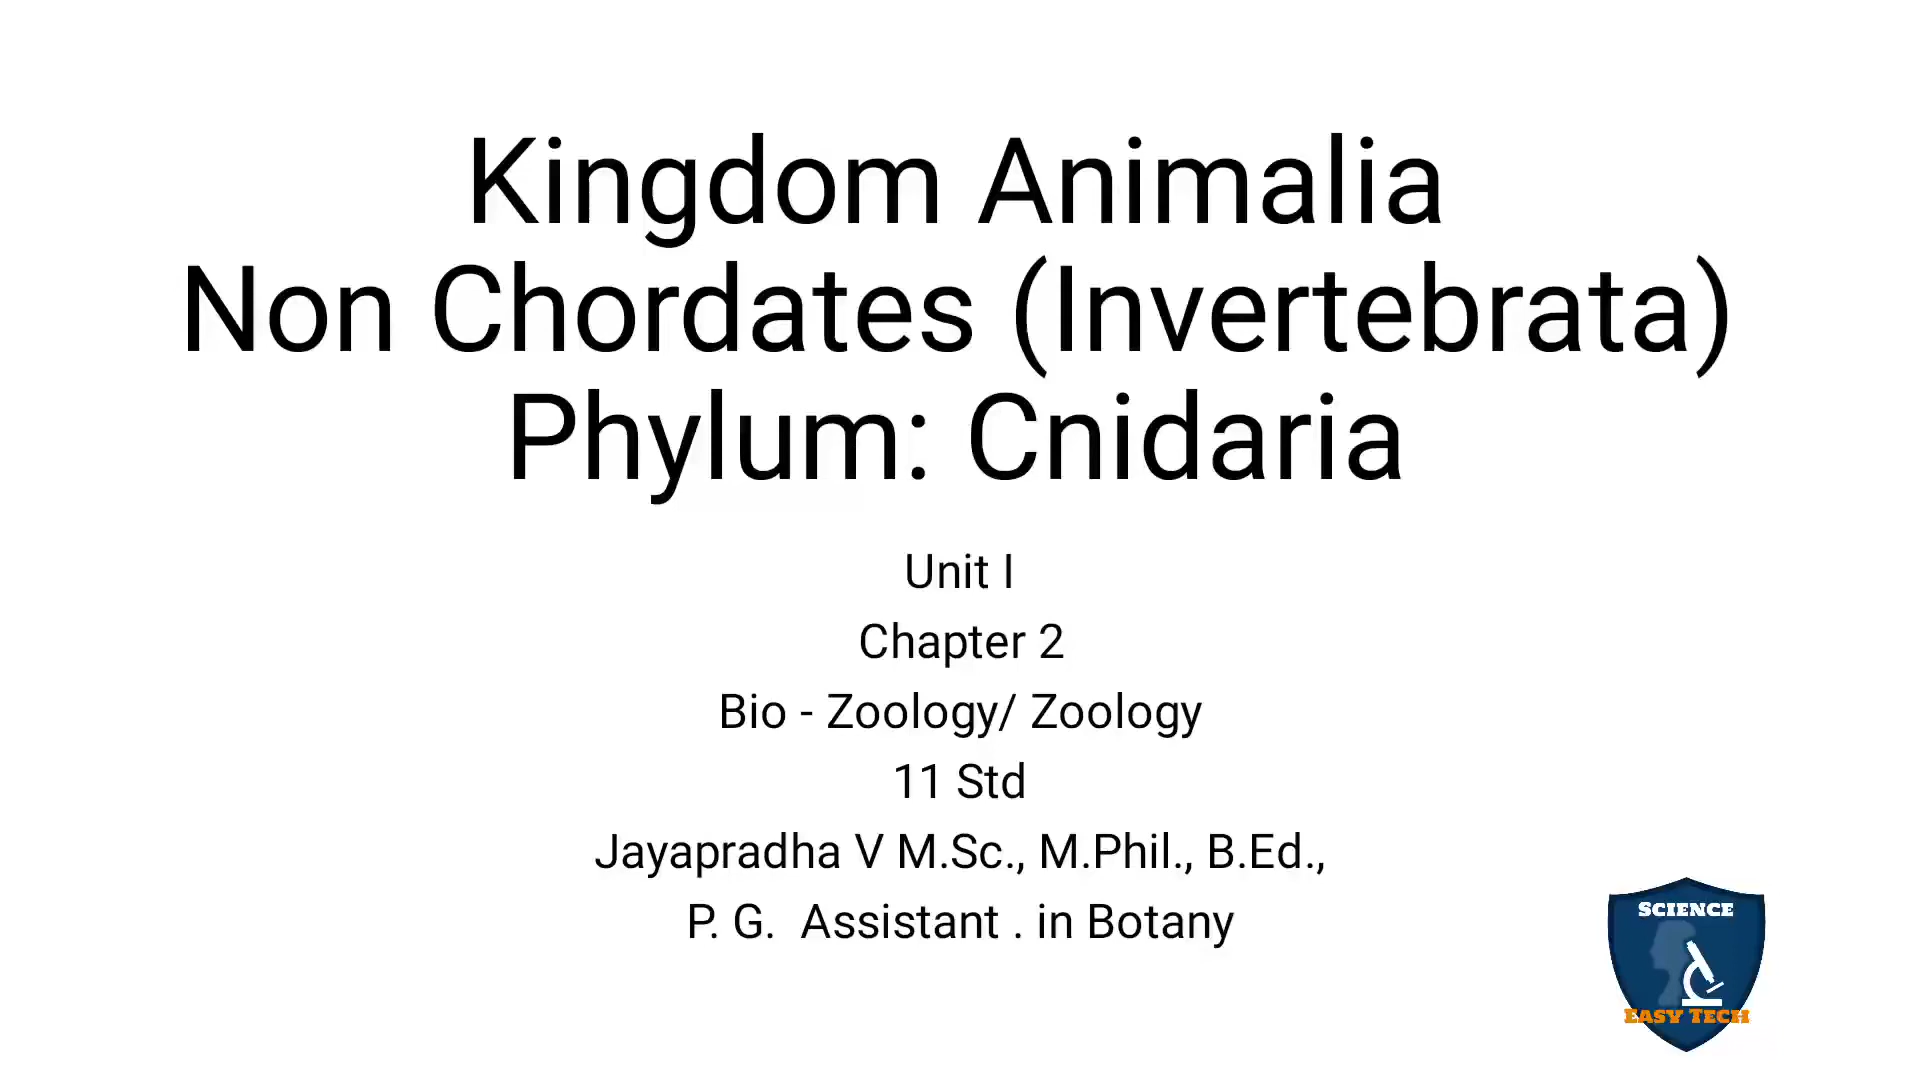 Kingdom Animalia
Non Chordates (Invertebrata)
Phylum: Cnidaria
Unit I
Chapter 2
Bio - Zoology/ Zoology
11 Std
Jayapradha V M.Sc., M.Phil., B.Ed.,
P. G.  Assistant . in Botany
SCIENCE
EASY TECH